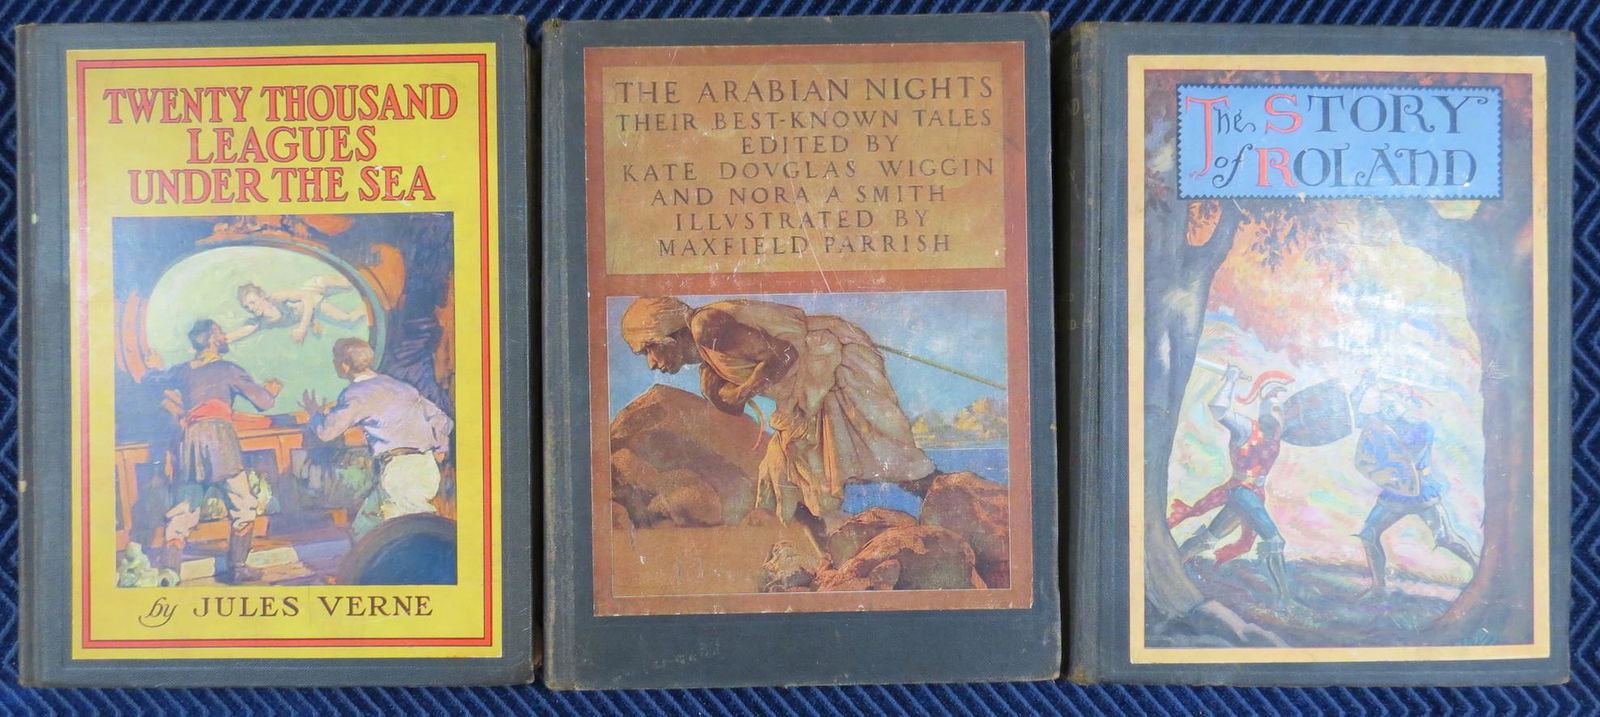 TWENTY THOUSAND
LEAGUES
UNDER THE SEA
by JULES VERNE
THE ARABIAN NIGHTS
THEIR BEST-KNOWN TALES
EDITED BY
KATE DOVGLAS WIGGIN
AND NORA A SMITH
ILLVSTRATED BY
MAXFIELD PARRISH
The STORY
of ROLAND